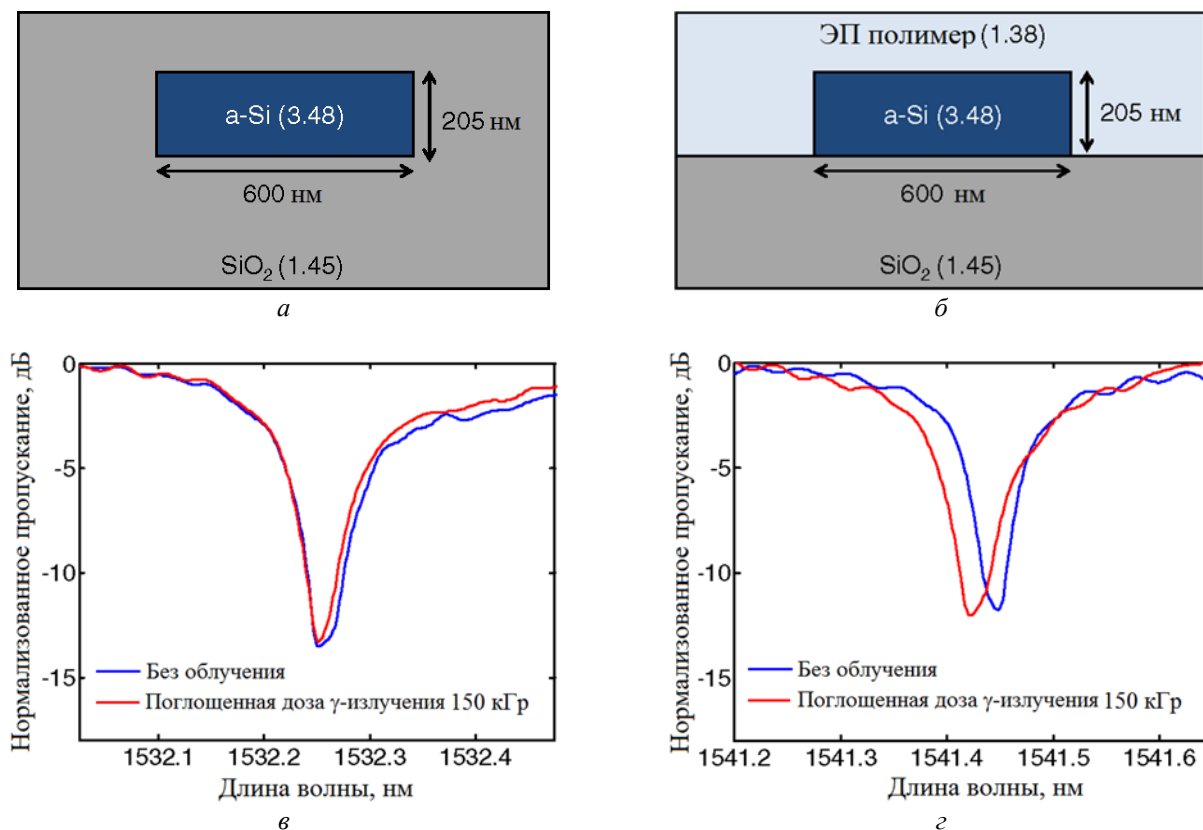 a-Si (3.48)
205 нм
600 нм
SiO2 (1.45)
а
ЭП полимер (1.38)
a-Si (3.48)
205 нм
600 нм
SiO2 (1.45)
б
Нормализованное пропускание, дБ
0
-5
-10
-15
Без облучения
Поглощенная доза γ-излучения 150 кГр
1532.1 1532.2 1532.3 1532.4
Длина волны, нм
в
Нормализованное пропускание, дБ
0
-5
-10
-15
Без облучения
Поглощенная доза γ-излучения 150 кГр
1541.2 1541.3 1541.4 1541.5 1541.6
Длина волны, нм
г